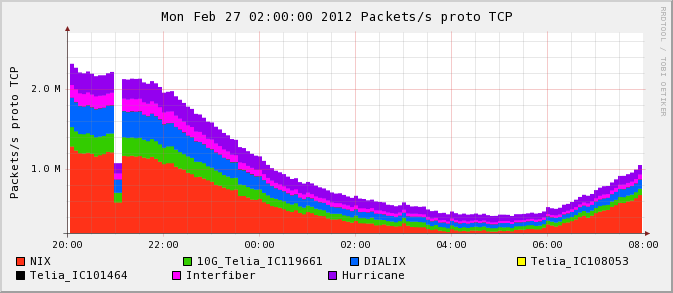 Mon Feb 27 02:00:00 2012 Packets/s proto TCP
RRDTOOL / TOBI OETIKER
Packets/s proto TCP
2.0 M
1.0 M
20:00 22:00 00:00 02:00 04:00 06:00 08:00
NIX 10G_Telia_IC119661 DIALIX Telia_IC108053
Telia_IC101464 Interfiber Hurricane